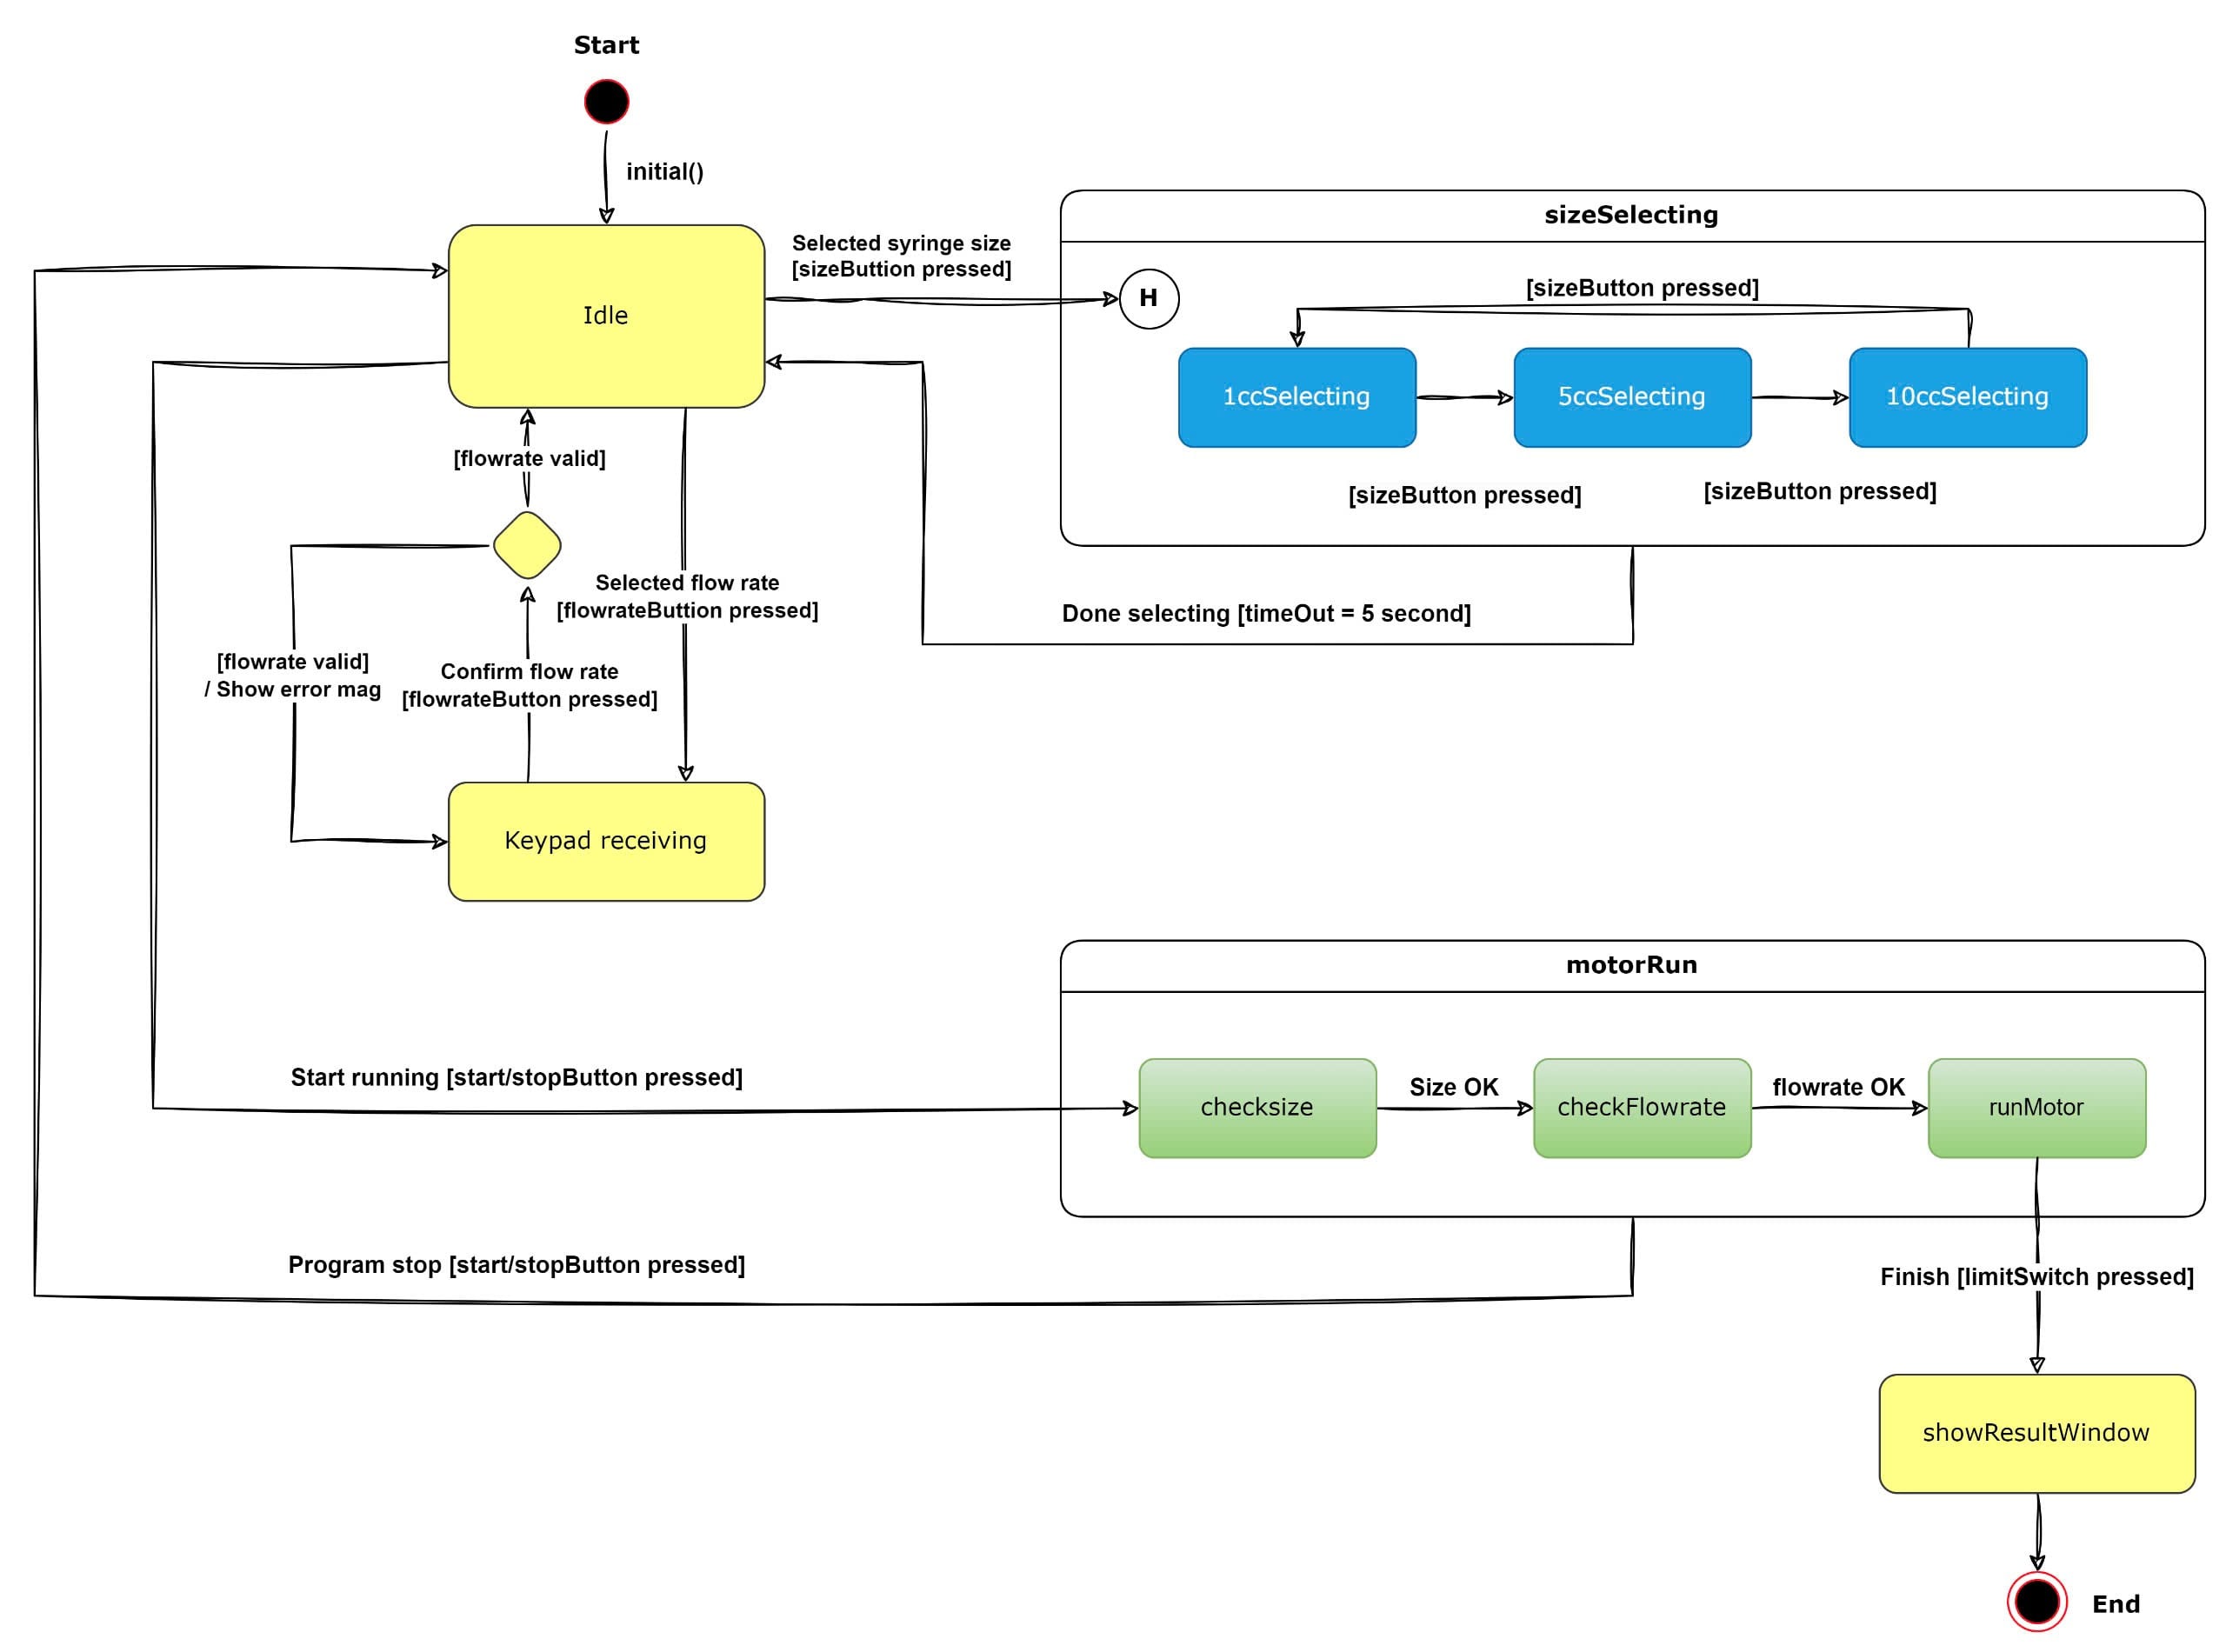 Start
initial()
Idle
Selected syringe size
[sizeButtion pressed]
sizeSelecting
H
[sizeButton pressed]
1ccSelecting
5ccSelecting
10ccSelecting
[sizeButton pressed]
[sizeButton pressed]
[flowrate valid]
Selected flow rate
[flowrateButtion pressed]
Done selecting [timeOut = 5 second]
[flowrate valid]
/ Show error mag
Confirm flow rate
[flowrateButton pressed]
Keypad receiving
motorRun
Start running [start/stopButton pressed]
checksize
Size OK
checkFlowrate
flowrate OK
runMotor
Program stop [start/stopButton pressed]
Finish [limitSwitch pressed]
showResultWindow
End